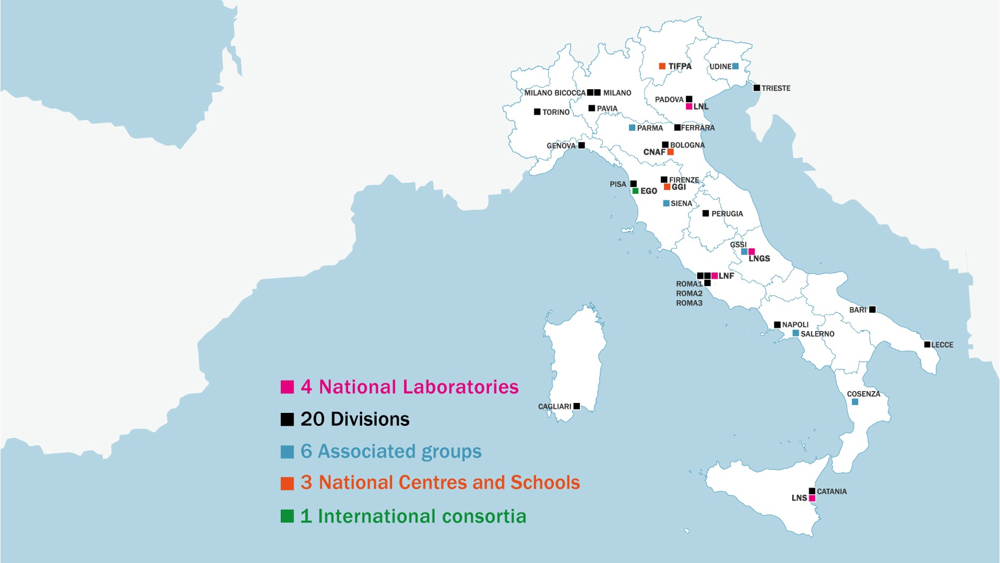 TIFPA
UDINE
TRIESTE
MILANO BICOCCA
MILANO
PADOVA
LNL
PAVIA
TORINO
PARMA
FERRARA
GENOVA
BOLOGNA
CNAF
PISA
FIRENZE
GGI
EGO
SIENA
PERUGIA
GSSI
LNGS
LNF
ROMA1
ROMA2
ROMA3
BARI
NAPOLI
SALERNO
LECCE
4 National Laboratories
COSENZA
CAGLIARI
20 Divisions
6 Associated groups
3 National Centres and Schools
CATANIA
LNS
1 International consortia